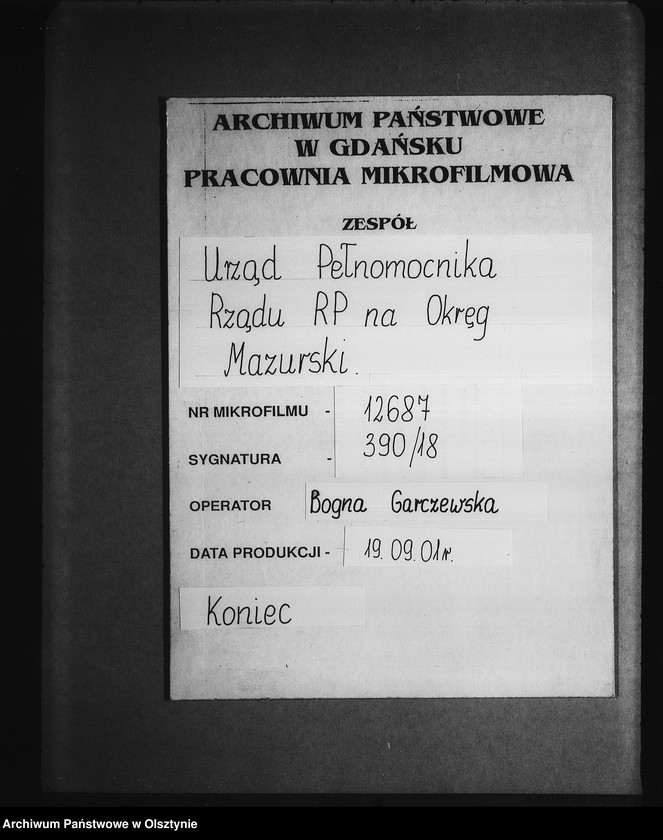 ARCHIWUM PAŃSTWOWE
W GDAŃSKU
PRACOWNIA MIKROFILMOWA
ZESPÓŁ
Urząd Pełnomocnika
Rządu RP na Okręg
Mazurski.
NR MIKROFILMU - 12687
SYGNATURA - 390/18
OPERATOR Bogna Garczewska
DATA PRODUKCJI - 19.09.01r.
Koniec
Archiwum Państwowe w Olsztynie